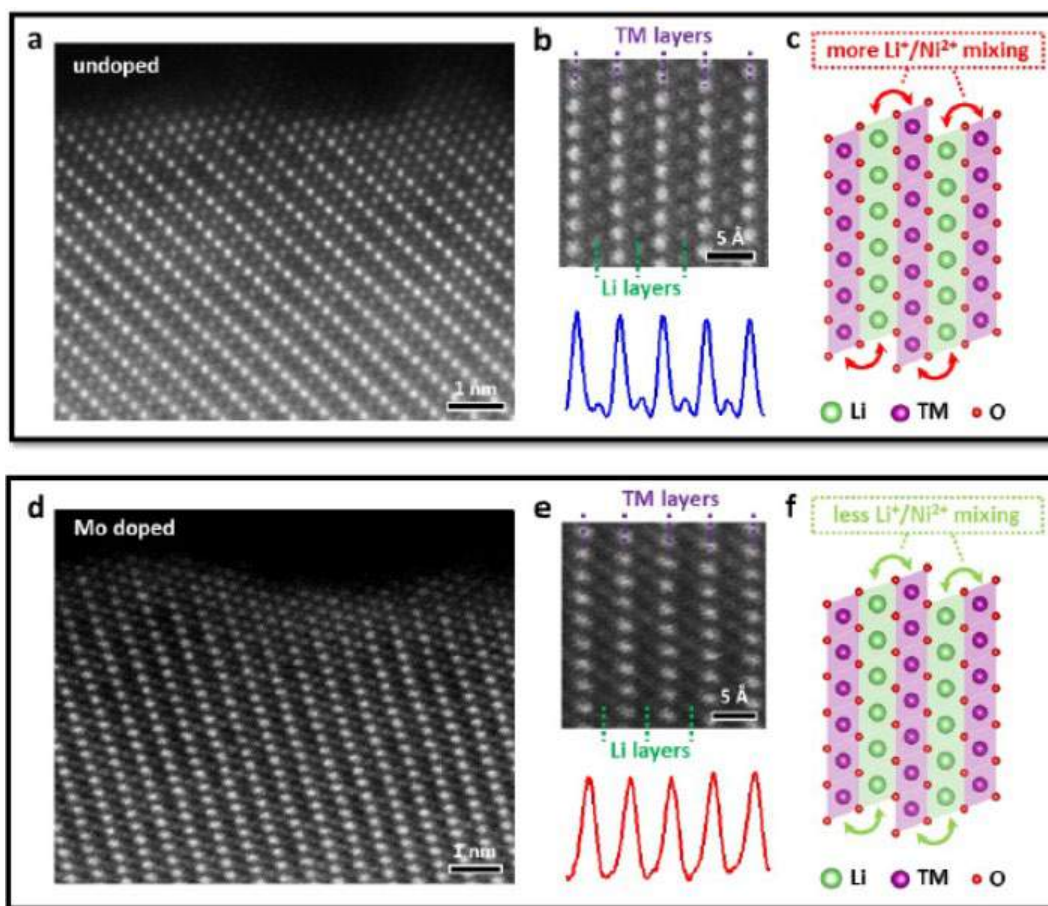 a
undoped
1 nm
b
TM layers
5 Å
Li layers
c
more Li⁺/Ni²⁺ mixing
Li TM O
d
Mo doped
1 nm
e
TM layers
5 Å
Li layers
f
less Li⁺/Ni²⁺ mixing
Li TM O